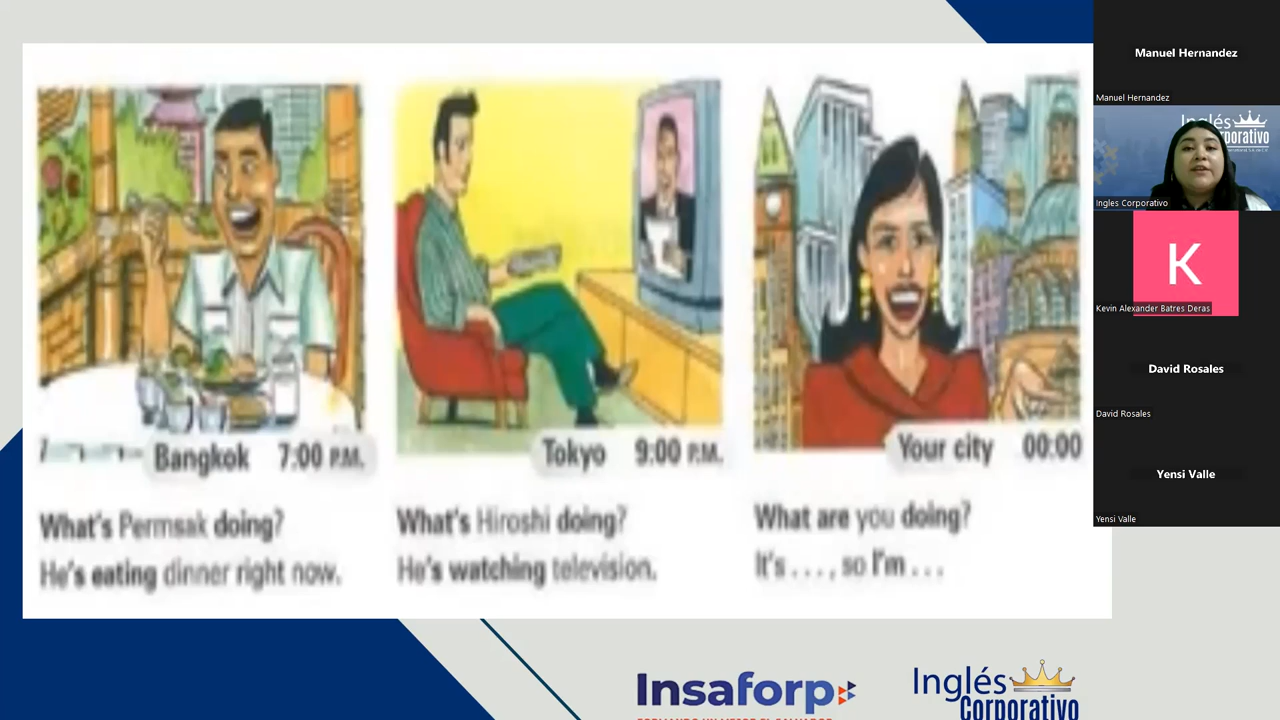 Bangkok 7:00 P.M.
What's Permsak doing?
He's eating dinner right now.
Tokyo 9:00 P.M.
What's Hiroshi doing?
He's watching television.
Your city 00:00
What are you doing?
It's . . . , so I'm . . .
Insaforp
Inglés
Corporativo
Manuel Hernandez
Manuel Hernandez
Inglés
Corporativo
Ingles Corporativo
K
Kevin Alexander Batres Deras
David Rosales
David Rosales
Yensi Valle
Yensi Valle